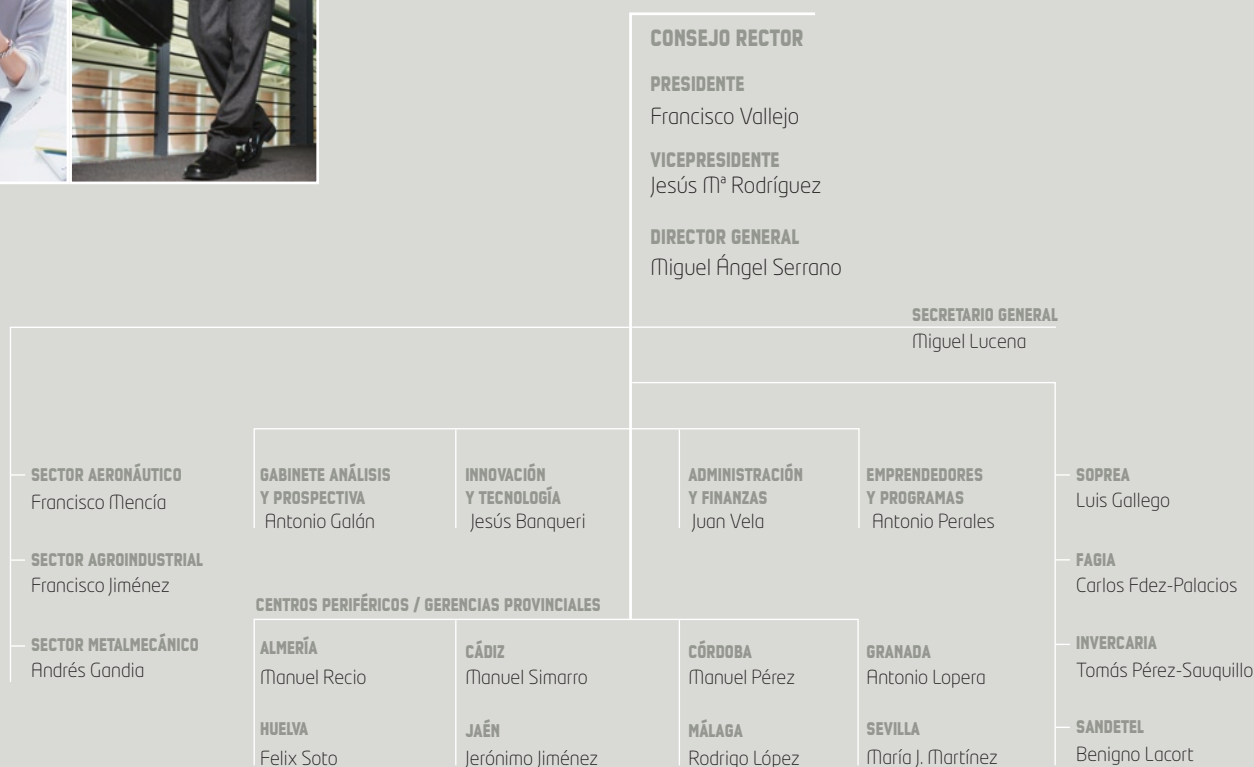 CONSEJO RECTOR
PRESIDENTE
Francisco Vallejo
VICEPRESIDENTE
Jesús Mª Rodríguez
DIRECTOR GENERAL
Miguel Ángel Serrano
SECRETARIO GENERAL
Miguel Lucena
SECTOR AERONÁUTICO
Francisco Mencía
SECTOR AGROINDUSTRIAL
Francisco Jiménez
SECTOR METALMECÁNICO
Andrés Gandia
GABINETE ANÁLISIS
Y PROSPECTIVA
Antonio Galán
INNOVACIÓN
Y TECNOLOGÍA
Jesús Banqueri
ADMINISTRACIÓN
Y FINANZAS
Juan Vela
EMPRENDEDORES
Y PROGRAMAS
Antonio Perales
SOPREA
Luis Gallego
FAGIA
Carlos Fdez-Palacios
INVERCARIA
Tomás Pérez-Sauquillo
SANDETEL
Benigno Lacort
CENTROS PERIFÉRICOS / GERENCIAS PROVINCIALES
ALMERÍA
Manuel Recio
CÁDIZ
Manuel Simarro
CÓRDOBA
Manuel Pérez
GRANADA
Antonio Lopera
HUELVA
Felix Soto
JAÉN
Jerónimo Jiménez
MÁLAGA
Rodrigo López
SEVILLA
María J. Martínez